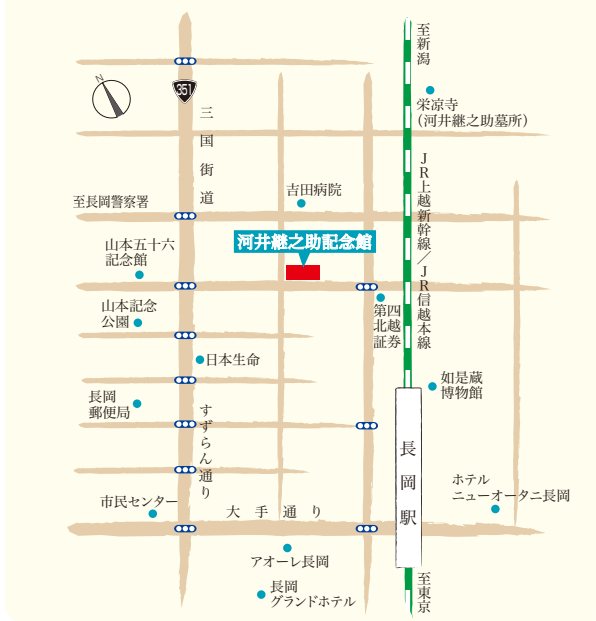 至新潟
N
351
栄凉寺
(河井継之助墓所)
三国街道
JR上越新幹線／JR信越本線
吉田病院
至長岡警察署
河井継之助記念館
山本五十六
記念館
山本記念
公園
第四
北越
証券
日本生命
如是蔵
博物館
長岡
郵便局
すずらん通り
長岡駅
ホテル
ニューオータニ長岡
市民センター
大手通り
アオーレ長岡
至東京
長岡
グランドホテル